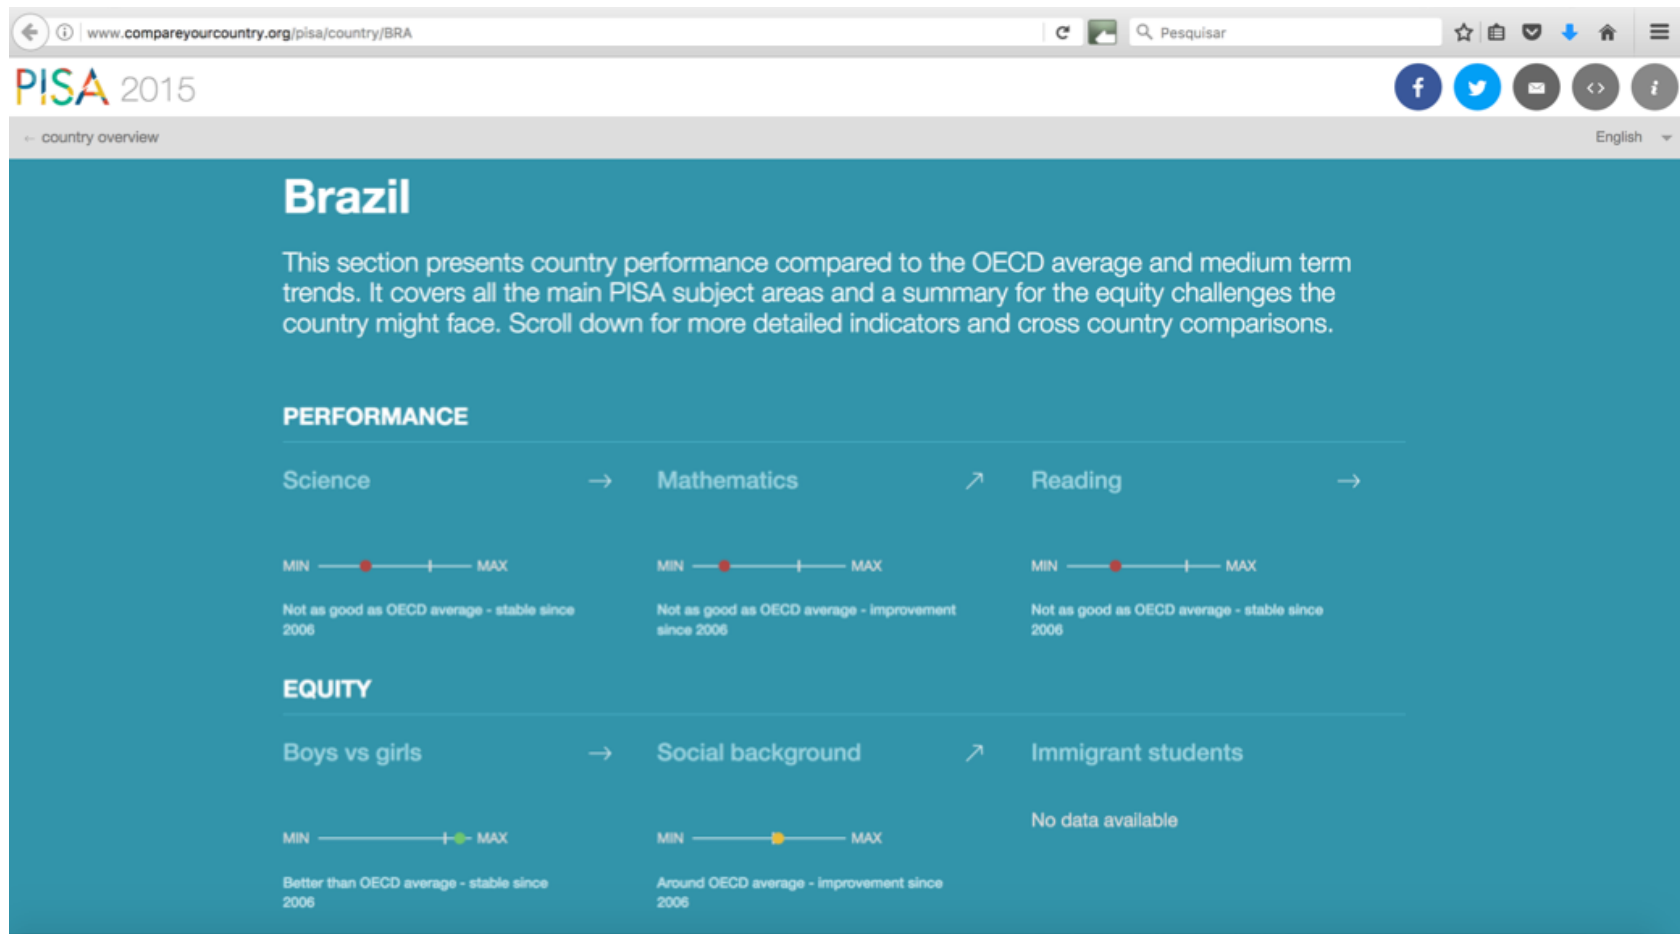 www.compareyourcountry.org/pisa/country/BRA
Pesquisar
PISA 2015
← country overview
English
Brazil
This section presents country performance compared to the OECD average and medium term
trends. It covers all the main PISA subject areas and a summary for the equity challenges the
country might face. Scroll down for more detailed indicators and cross country comparisons.
PERFORMANCE
Science →
Mathematics ↗
Reading →
MIN MAX
MIN MAX
MIN MAX
Not as good as OECD average - stable since
2006
Not as good as OECD average - improvement
since 2006
Not as good as OECD average - stable since
2006
EQUITY
Boys vs girls →
Social background ↗
Immigrant students
MIN MAX
MIN MAX
No data available
Better than OECD average - stable since
2006
Around OECD average - improvement since
2006